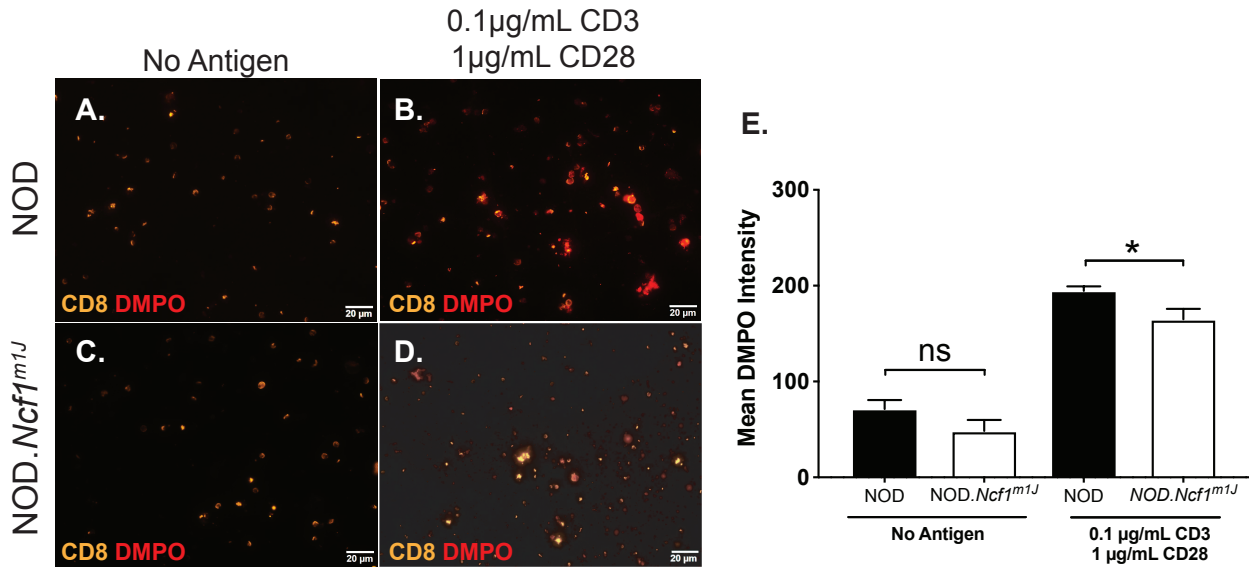 No Antigen
0.1µg/mL CD3
1µg/mL CD28
NOD
NOD.Ncf1m1J
A.
CD8 DMPO
20 µm
B.
CD8 DMPO
20 µm
C.
CD8 DMPO
20 µm
D.
CD8 DMPO
20 µm
E.
Mean DMPO Intensity
300
200
100
0
ns
*
NOD
NOD.Ncf1m1J
NOD
NOD.Ncf1m1J
No Antigen
0.1 µg/mL CD3
1 µg/mL CD28